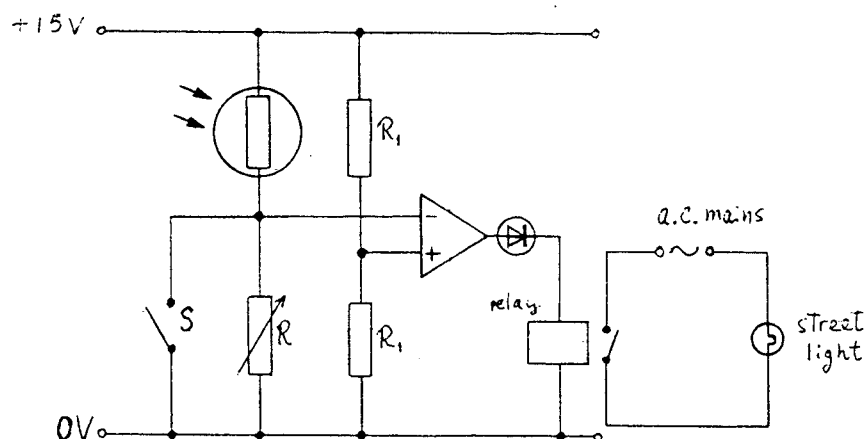 +15V
R₁
a.c. mains
−
+
S
R
R₁
relay
street
light
0V